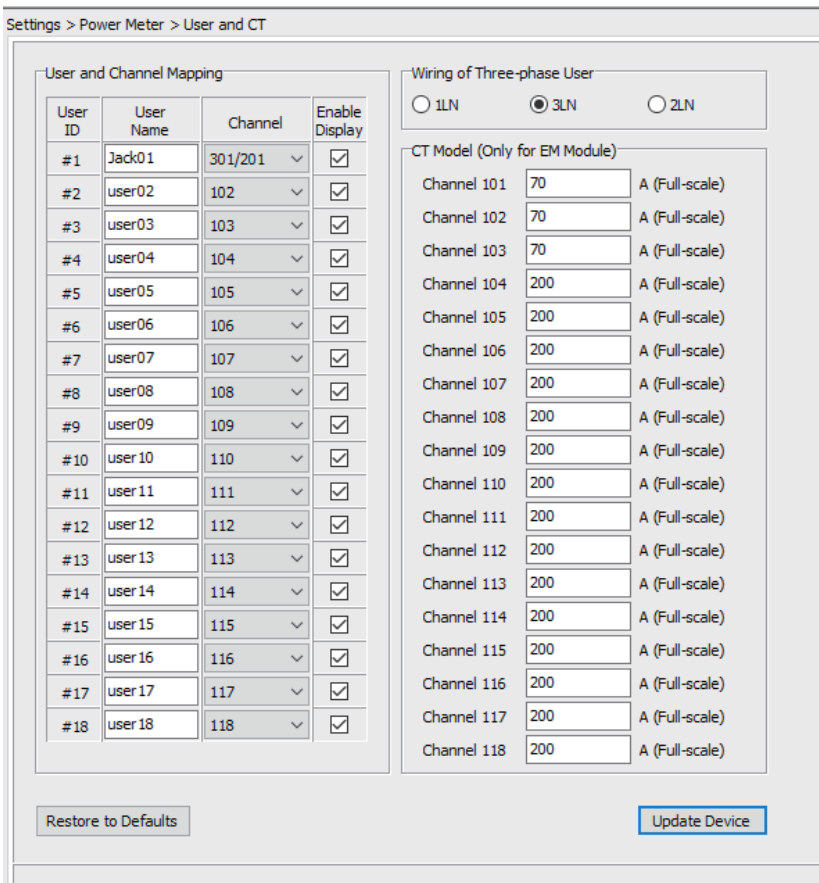 Settings > Power Meter > User and CT
User and Channel Mapping
User ID User Name Channel Enable Display
#1 Jack01 301/201
#2 user02 102
#3 user03 103
#4 user04 104
#5 user05 105
#6 user06 106
#7 user07 107
#8 user08 108
#9 user09 109
#10 user10 110
#11 user11 111
#12 user12 112
#13 user13 113
#14 user14 114
#15 user15 115
#16 user16 116
#17 user17 117
#18 user18 118
Wiring of Three-phase User
1LN 3LN 2LN
CT Model (Only for EM Module)
Channel 101 70 A (Full-scale)
Channel 102 70 A (Full-scale)
Channel 103 70 A (Full-scale)
Channel 104 200 A (Full-scale)
Channel 105 200 A (Full-scale)
Channel 106 200 A (Full-scale)
Channel 107 200 A (Full-scale)
Channel 108 200 A (Full-scale)
Channel 109 200 A (Full-scale)
Channel 110 200 A (Full-scale)
Channel 111 200 A (Full-scale)
Channel 112 200 A (Full-scale)
Channel 113 200 A (Full-scale)
Channel 114 200 A (Full-scale)
Channel 115 200 A (Full-scale)
Channel 116 200 A (Full-scale)
Channel 117 200 A (Full-scale)
Channel 118 200 A (Full-scale)
Restore to Defaults
Update Device